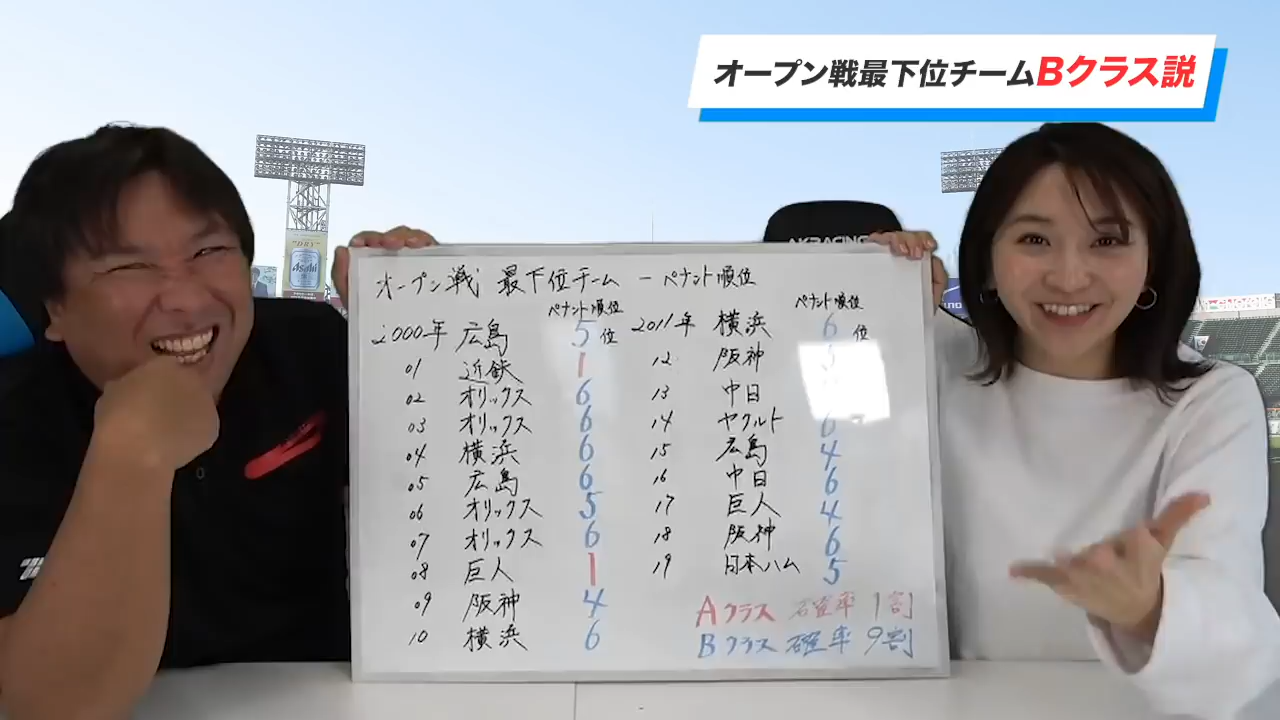 オープン戦最下位チームBクラス説
オープン戦 最下位チーム ーペナント順位
ペナント順位
2000年 広島 5位
01 近鉄 1
02 オリックス 6
03 オリックス 6
04 横浜 6
05 広島 6
06 オリックス 5
07 オリックス 6
08 巨人 1
09 阪神 4
10 横浜 6
ペナント順位
2011年 横浜 6位
12 阪神 5
13 中日
14 ヤクルト 6
15 広島 4
16 中日 6
17 巨人 4
18 阪神 6
19 日本ハム 5
Aクラス 確率 1割
Bクラス 確率 9割
AKRACING
"DRY"
Asahi